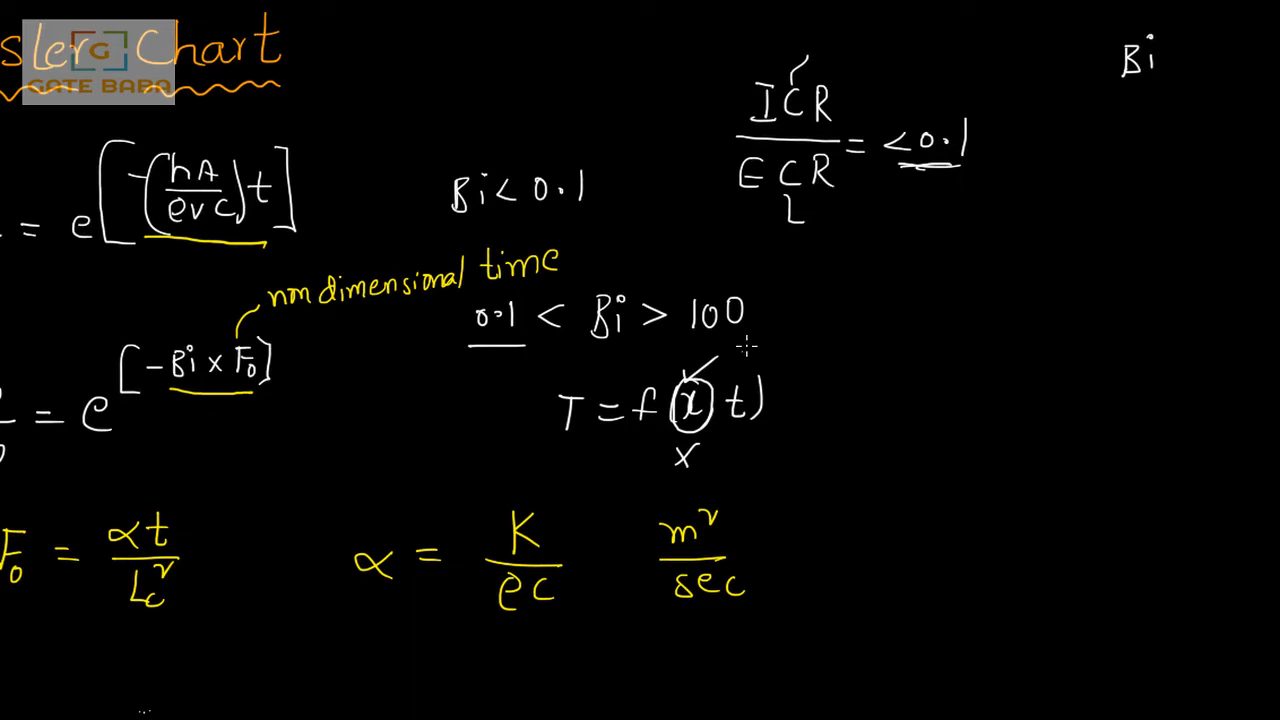 sler Chart
GATE BABA
= e[-(hA/ρvc)t]
Bi < 0.1
ICR/ECR = <0.1
L
Bi
non dimensional time
0.1 < Bi > 100
= e[-Bi x F₀]
T = f(x t)
x
F₀ = αt/Lc²
α = K/ρc
m²/sec